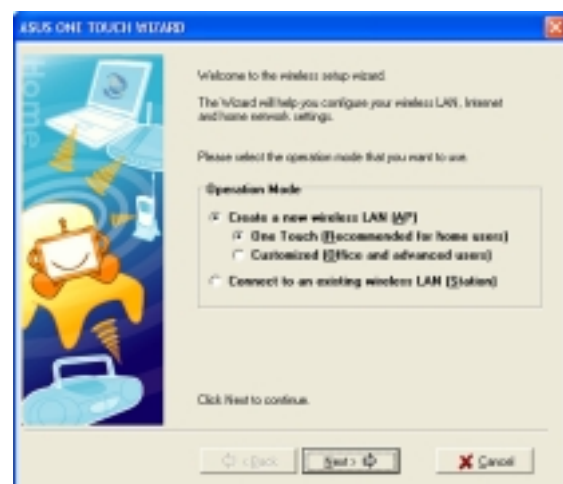 ASUS ONE TOUCH WIZARD
Home
Welcome to the wireless setup wizard.
The Wizard will help you configure your wireless LAN, Internet
and home network settings.
Please select the operation mode that you want to use.
Operation Mode
Create a new wireless LAN (AP)
One Touch (Recommended for home users)
Customized (Office and advanced users)
Connect to an existing wireless LAN (Station)
Click Next to continue.
< Back
Next >
Cancel